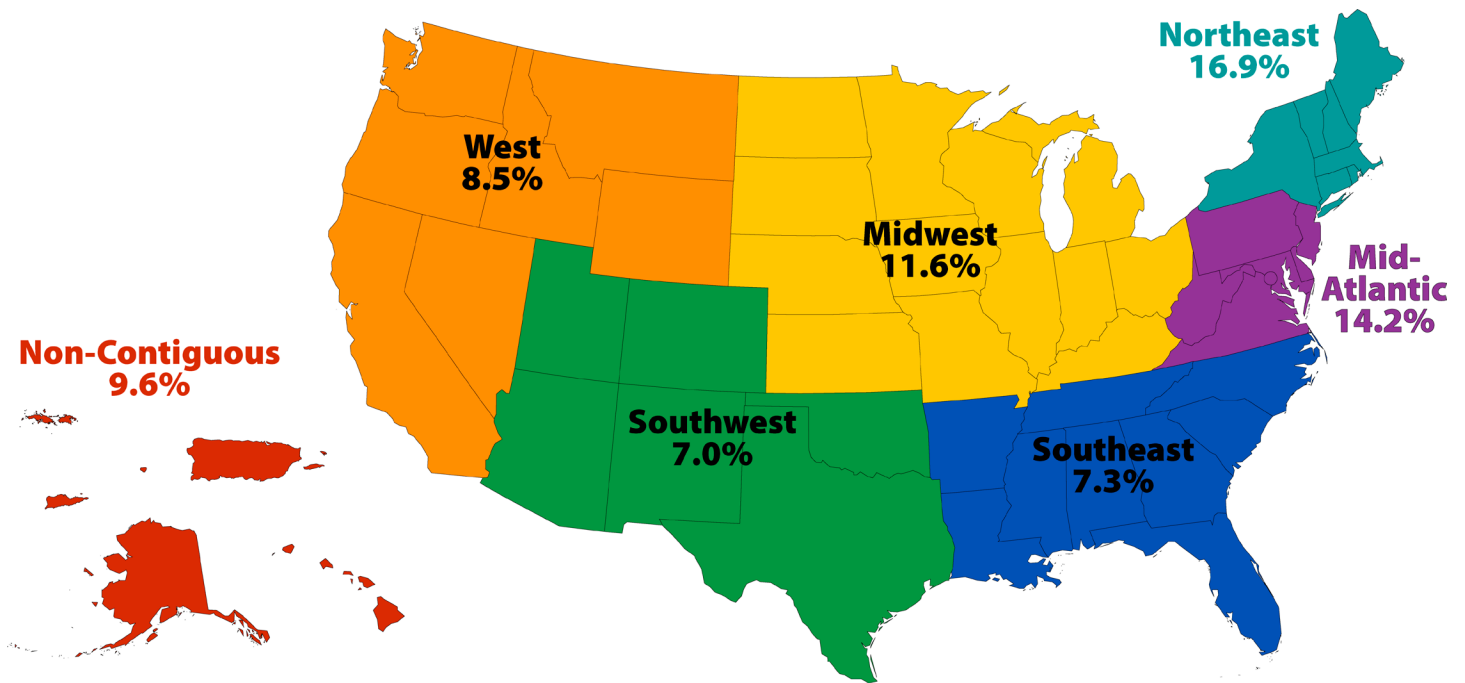 Northeast
16.9%
West
8.5%
Midwest
11.6%
Mid-
Atlantic
14.2%
Non-Contiguous
9.6%
Southwest
7.0%
Southeast
7.3%